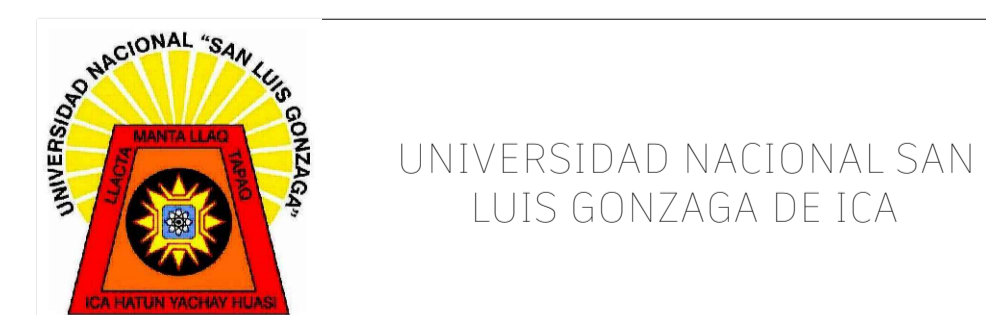 UNIVERSIDAD NACIONAL “SAN LUIS GONZAGA”
MANTA LLAQ
LLACTA
TAPAQ
ICA HATUN YACHAY HUASI
UNIVERSIDAD NACIONAL SAN
LUIS GONZAGA DE ICA